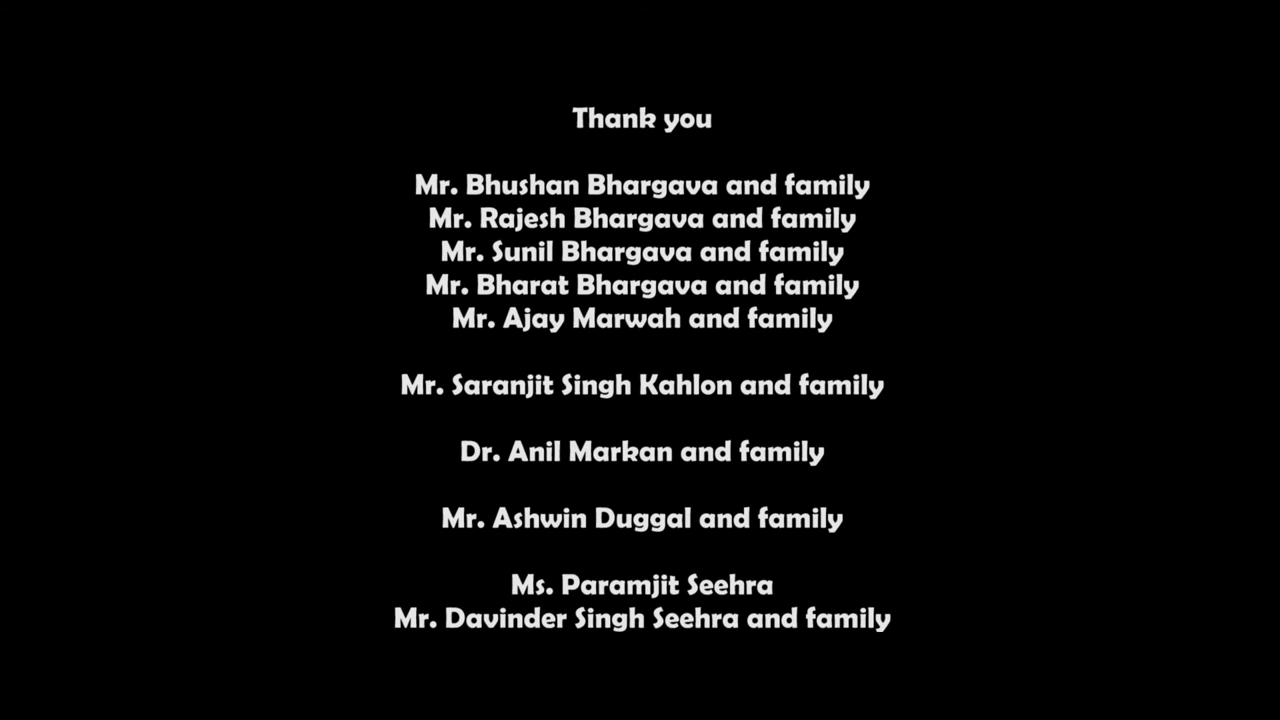 Thank you
Mr. Bhushan Bhargava and family
Mr. Rajesh Bhargava and family
Mr. Sunil Bhargava and family
Mr. Bharat Bhargava and family
Mr. Ajay Marwah and family
Mr. Saranjit Singh Kahlon and family
Dr. Anil Markan and family
Mr. Ashwin Duggal and family
Ms. Paramjit Seehra
Mr. Davinder Singh Seehra and family